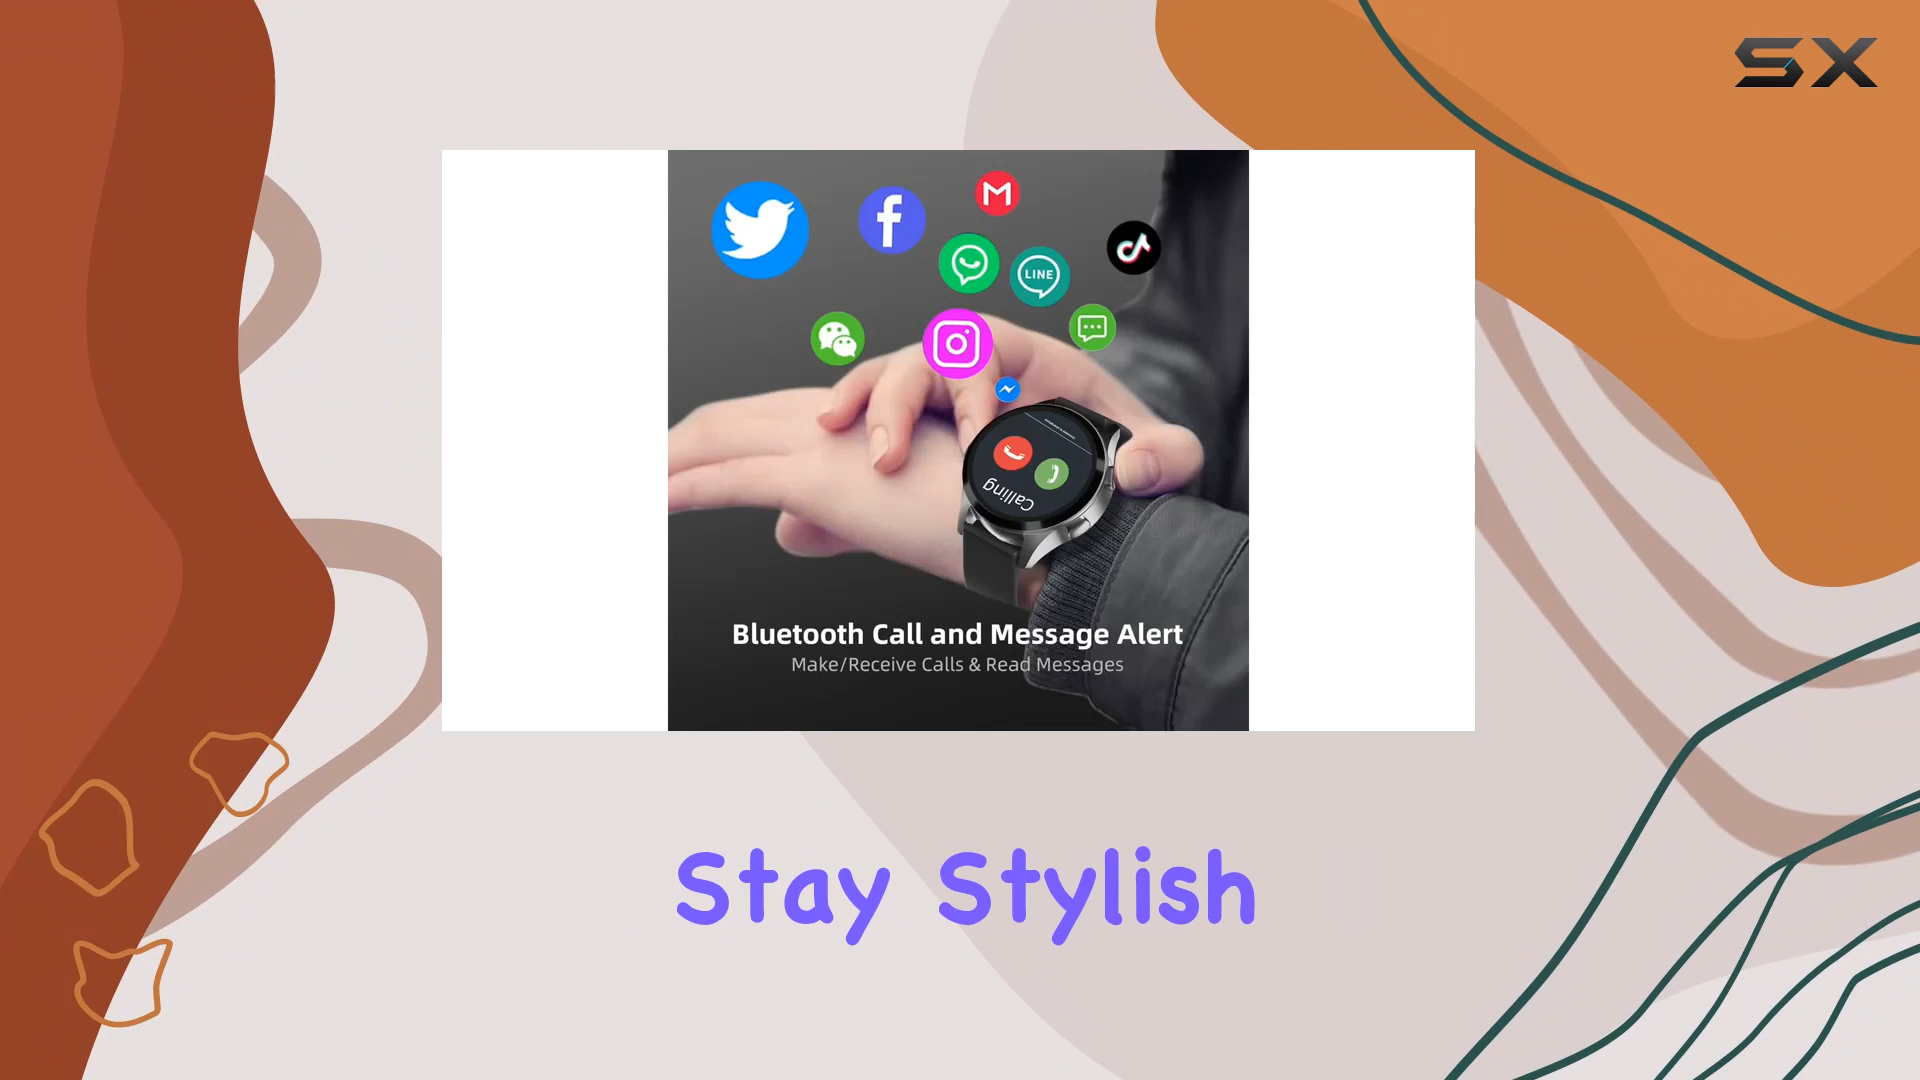 SX
LINE
Calling
Bluetooth Call and Message Alert
Make/Receive Calls & Read Messages
Stay Stylish